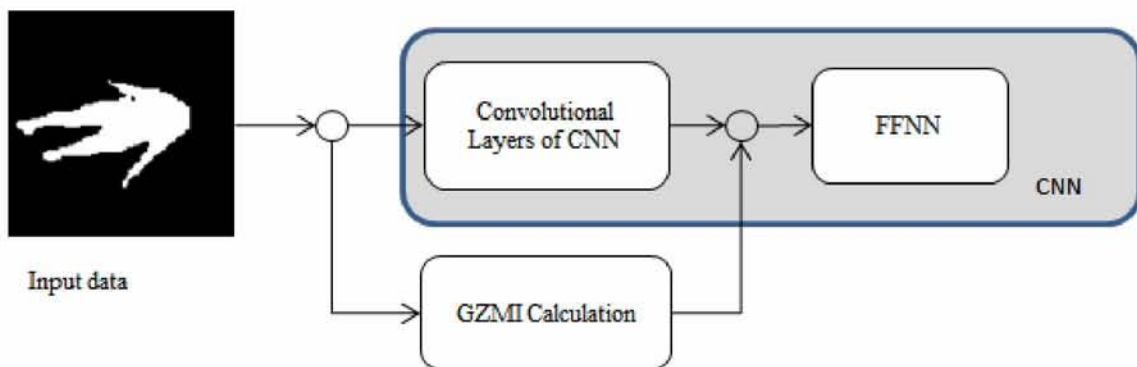 Convolutional
Layers of CNN
FFNN
CNN
Input data
GZMI Calculation